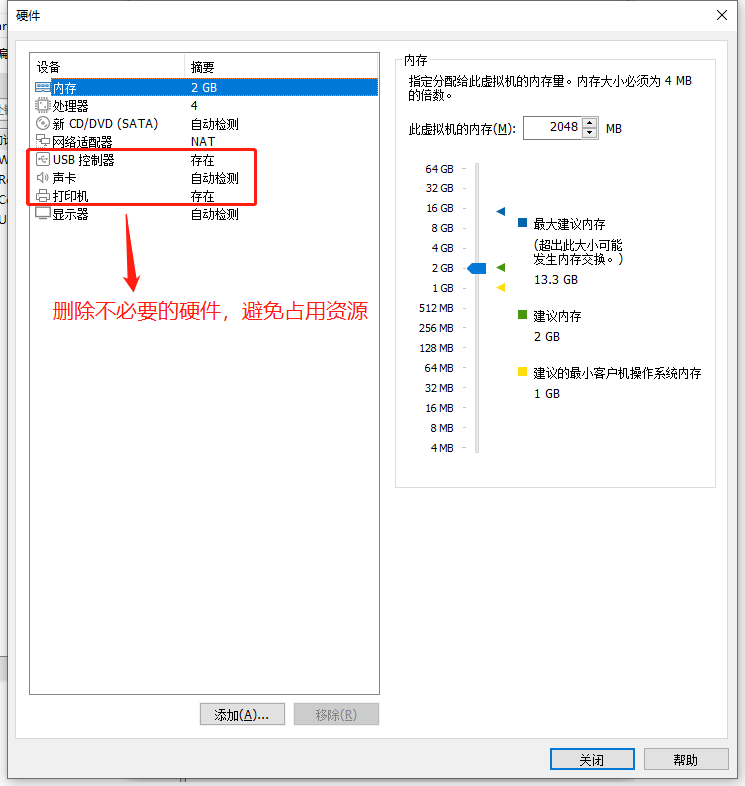 硬件
设备 摘要
内存 2 GB
处理器 4
新 CD/DVD (SATA) 自动检测
网络适配器 NAT
USB 控制器 存在
声卡 自动检测
打印机 存在
显示器 自动检测
删除不必要的硬件，避免占用资源
添加(A)... 移除(R)
内存
指定分配给此虚拟机的内存量。内存大小必须为 4 MB
的倍数。
此虚拟机的内存(M): 2048 MB
64 GB
32 GB
16 GB
8 GB
4 GB
2 GB
1 GB
512 MB
256 MB
128 MB
64 MB
32 MB
16 MB
8 MB
4 MB
最大建议内存
(超出此大小可能
发生内存交换。)
13.3 GB
建议内存
2 GB
建议的最小客户机操作系统内存
1 GB
关闭 帮助